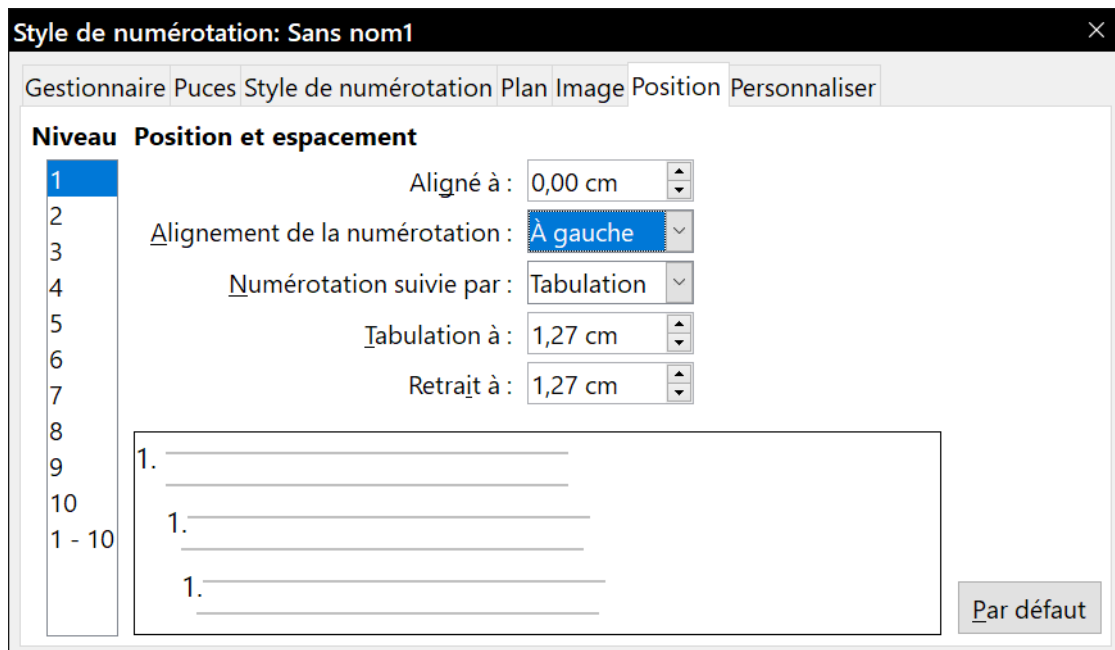 Style de numérotation: Sans nom1
Gestionnaire Puces Style de numérotation Plan Image Position Personnaliser
Niveau Position et espacement
1
2
3
4
5
6
7
8
9
10
1 - 10
Aligné à : 0,00 cm
Alignement de la numérotation : À gauche
Numérotation suivie par : Tabulation
Tabulation à : 1,27 cm
Retrait à : 1,27 cm
1.
1.
1.
Par défaut